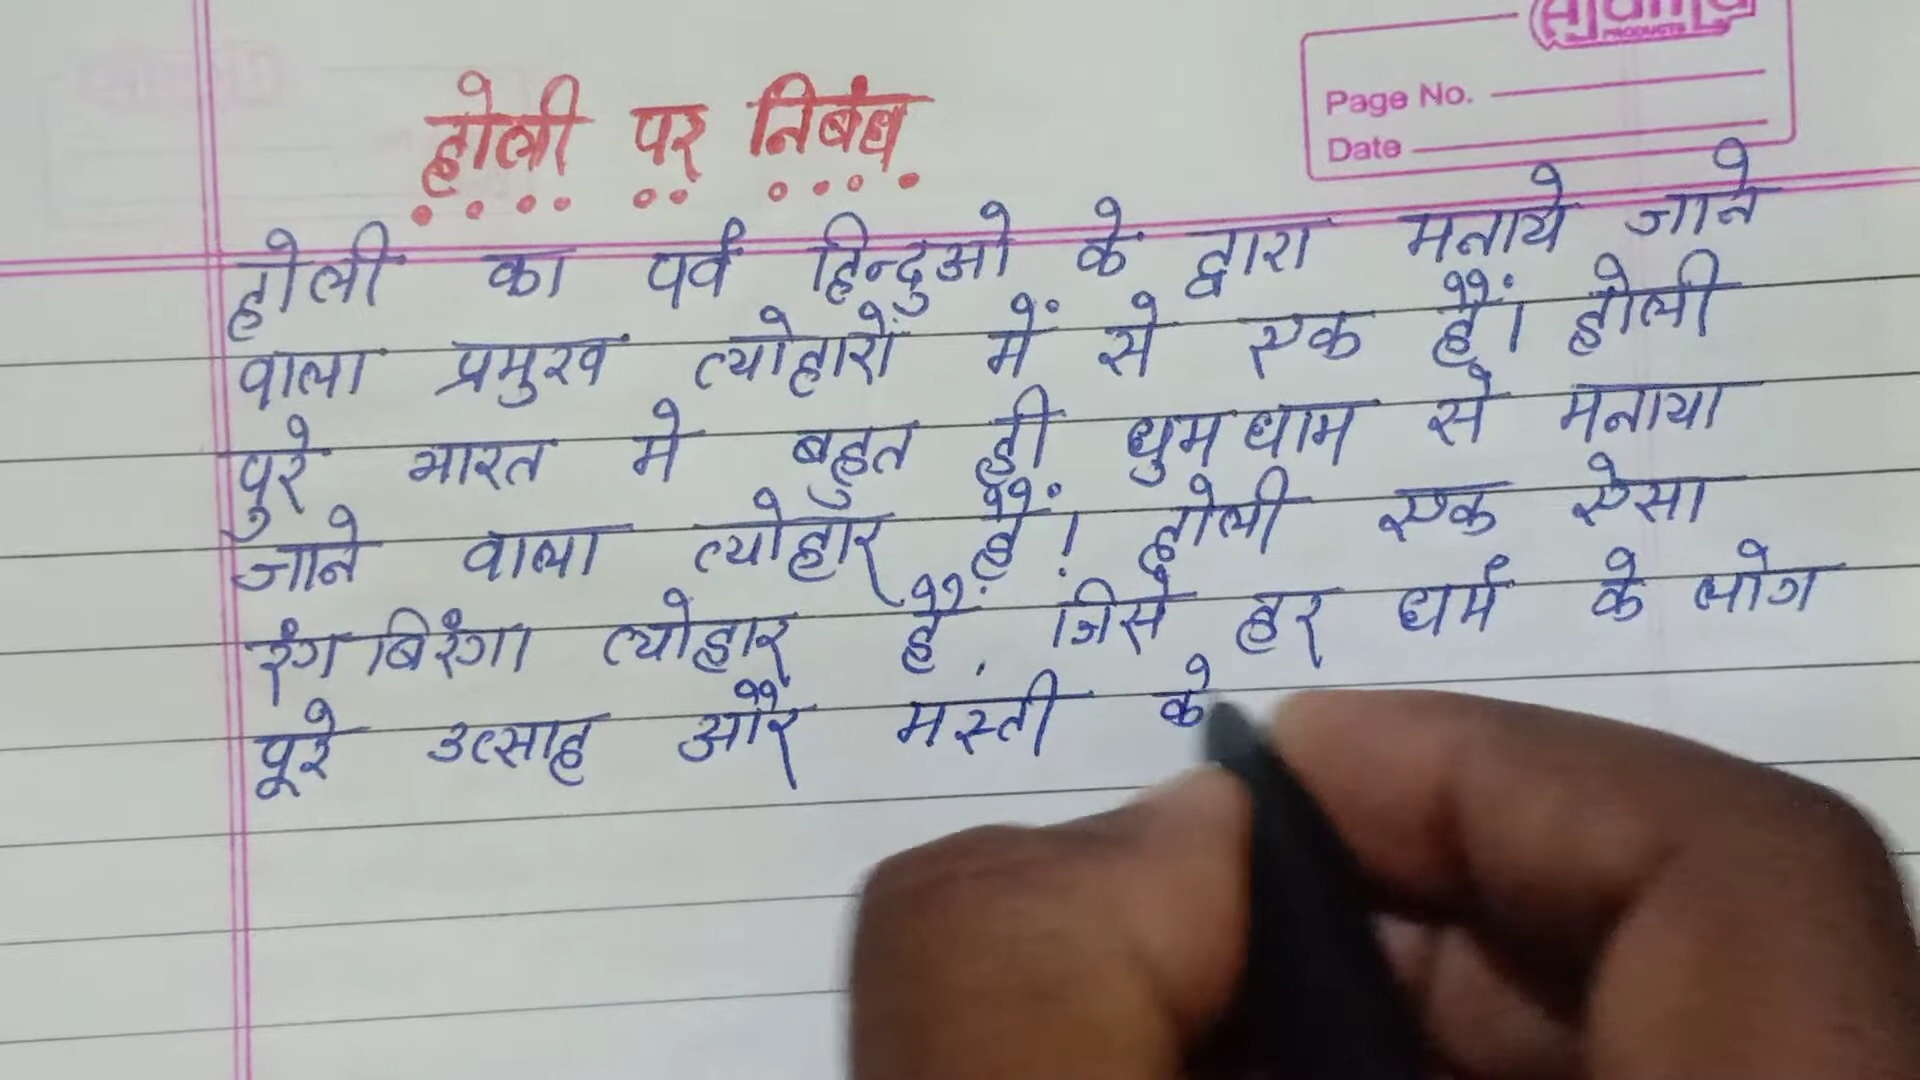 Page No.
Date
होली पर निबंध
होली का पर्व हिन्दुओ के द्वारा मनाये जाने
वाला प्रमुख त्योहारों में से एक हैं। होली
पुरे भारत मे बहुत ही धुमधाम से मनाया
जाने वाला त्योहार हैं। होली एक ऐसा
रंग बिरंगा त्योहार हैं, जिसे हर धर्म के लोग
पूरे उत्साह और मस्ती के